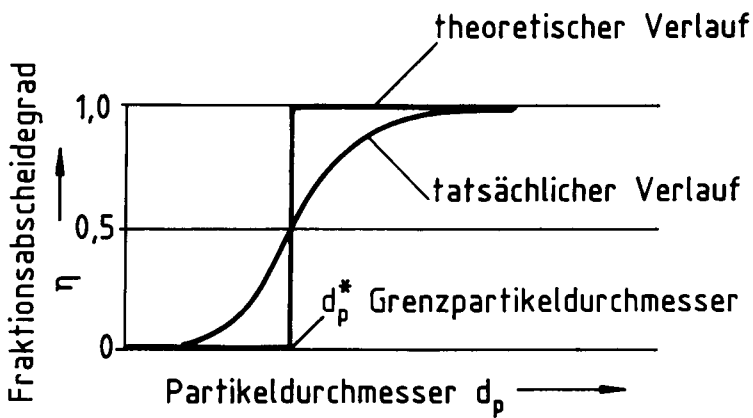 theoretischer Verlauf
1,0
tatsächlicher Verlauf
0,5
d*p Grenzpartikeldurchmesser
0
Fraktionsabscheidegrad
η
Partikeldurchmesser dp